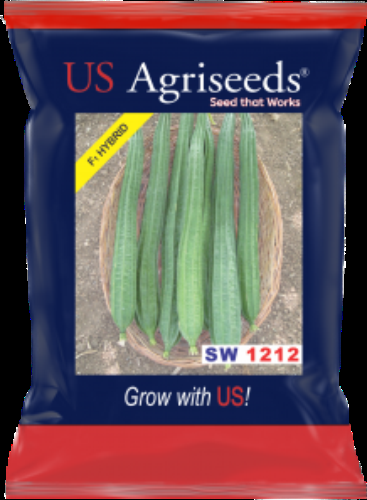 US Agriseeds®
Seed that Works
F1 HYBRID
SW 1212
Grow with US!